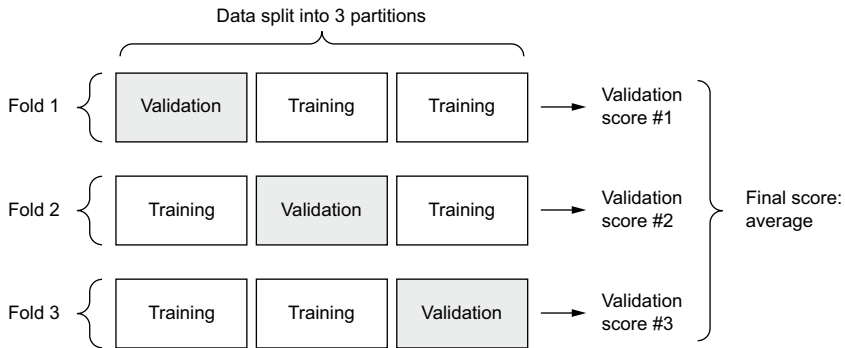 Data split into 3 partitions
Fold 1
Validation
Training
Training
Validation
score #1
Fold 2
Training
Validation
Training
Validation
score #2
Final score:
average
Fold 3
Training
Training
Validation
Validation
score #3